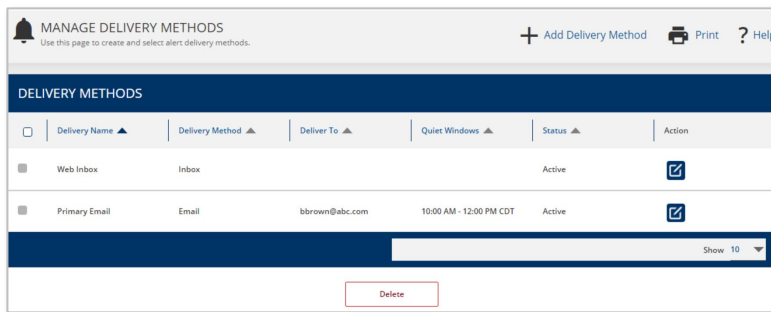 MANAGE DELIVERY METHODS
Use this page to create and select alert delivery methods.
Add Delivery Method Print ? Help
DELIVERY METHODS
Delivery Name Delivery Method Deliver To Quiet Windows Status Action
Web Inbox Inbox Active
Primary Email Email bbrown@abc.com 10:00 AM - 12:00 PM CDT Active
Show 10
Delete